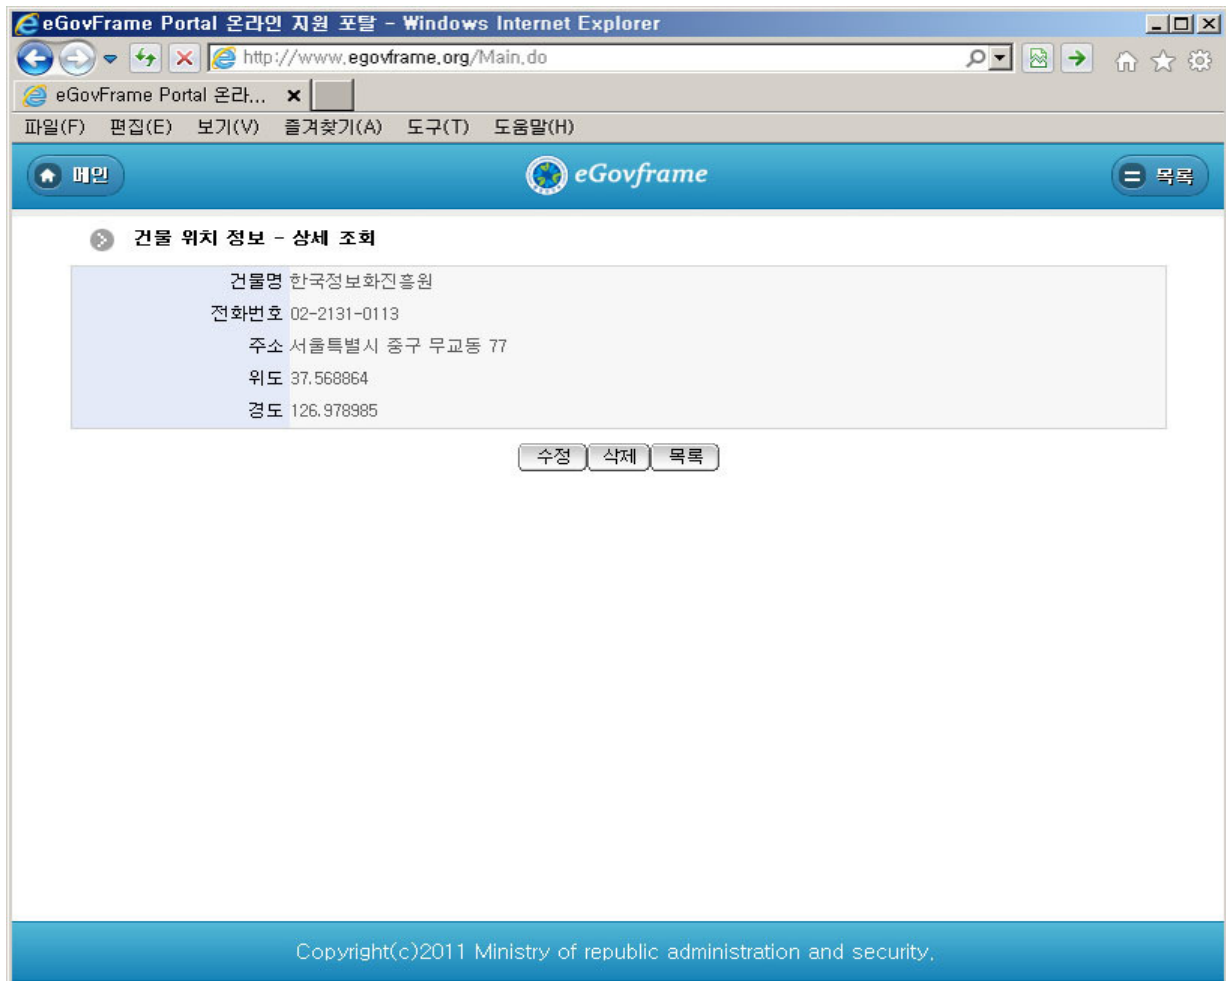 eGovFrame Portal 온라인 지원 포탈 - Windows Internet Explorer
http://www.egovframe.org/Main.do
eGovFrame Portal 온라...
파일(F) 편집(E) 보기(V) 즐겨찾기(A) 도구(T) 도움말(H)
메인 eGovframe 목록
건물 위치 정보 - 상세 조회
건물명 한국정보화진흥원
전화번호 02-2131-0113
주소 서울특별시 중구 무교동 77
위도 37.568864
경도 126.978985
수정 삭제 목록
Copyright(c)2011 Ministry of republic administration and security.